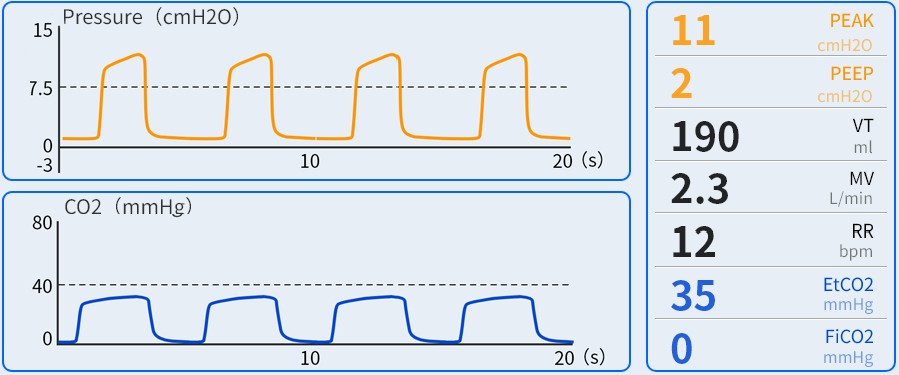 Pressure（cmH2O）
15
7.5
0
-3
10
20（s）
CO2（mmHg）
80
40
0
10
20（s）
11 PEAK
cmH2O
2 PEEP
cmH2O
190 VT
ml
2.3 MV
L/min
12 RR
bpm
35 EtCO2
mmHg
0 FiCO2
mmHg